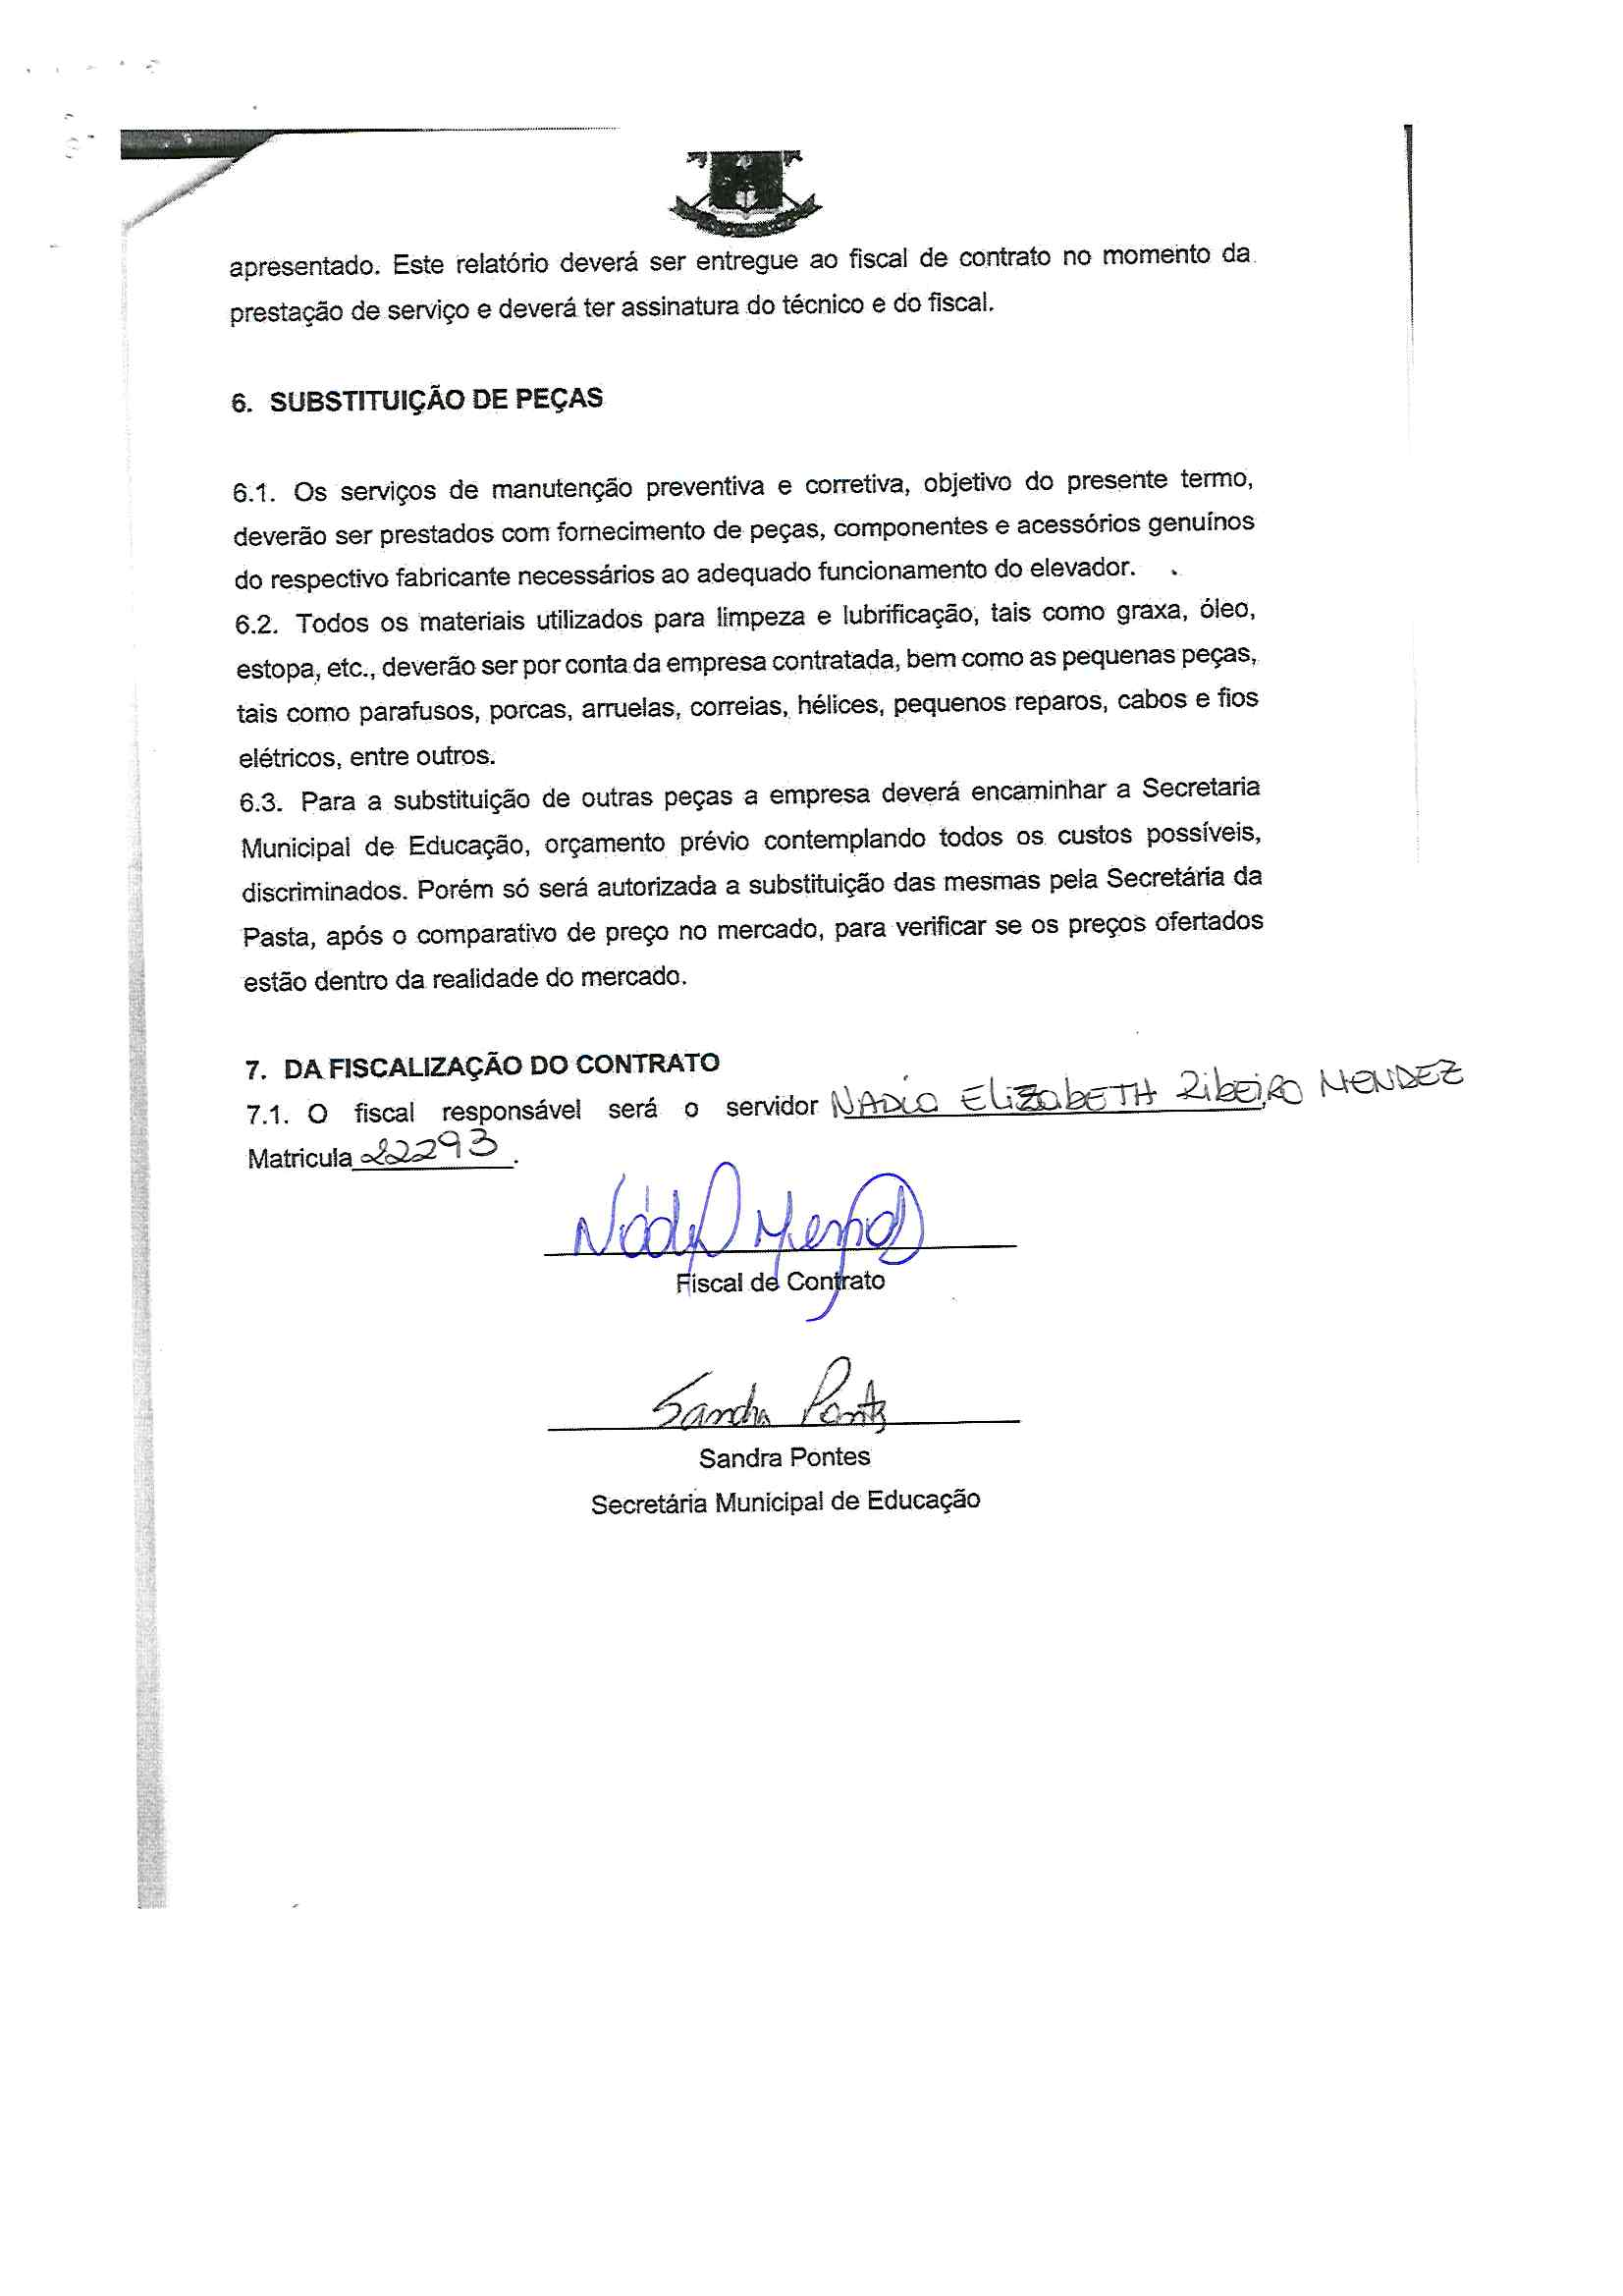 apresentado. Este relatório deverá ser entregue ao fiscal de contrato no momento da
prestação de serviço e deverá ter assinatura do técnico e do fiscal.
6. SUBSTITUIÇÃO DE PEÇAS
6.1. Os serviços de manutenção preventiva e corretiva, objetivo do presente termo,
deverão ser prestados com fornecimento de peças, componentes e acessórios genuínos
do respectivo fabricante necessários ao adequado funcionamento do elevador.
6.2. Todos os materiais utilizados para limpeza e lubrificação, tais como graxa, óleo,
estopa, etc., deverão ser por conta da empresa contratada, bem como as pequenas peças,
tais como parafusos, porcas, arruelas, correias, hélices, pequenos reparos, cabos e fios
elétricos, entre outros.
6.3. Para a substituição de outras peças a empresa deverá encaminhar a Secretaria
Municipal de Educação, orçamento prévio contemplando todos os custos possíveis,
discriminados. Porém só será autorizada a substituição das mesmas pela Secretária da
Pasta, após o comparativo de preço no mercado, para verificar se os preços ofertados
estão dentro da realidade do mercado.
7. DA FISCALIZAÇÃO DO CONTRATO
7.1. O fiscal responsável será o servidor NADIA ELIZABETH RIBEIRO MENDEZ
Matricula 22293.
Fiscal de Contrato
Sandra Pontes
Sandra Pontes
Secretária Municipal de Educação